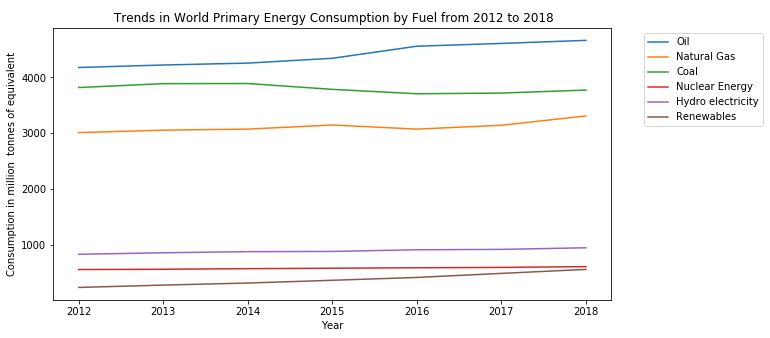 Trends in World Primary Energy Consumption by Fuel from 2012 to 2018
Consumption in million  tonnes of equivalent
4000
3000
2000
1000
2012 2013 2014 2015 2016 2017 2018
Year
Oil
Natural Gas
Coal
Nuclear Energy
Hydro electricity
Renewables